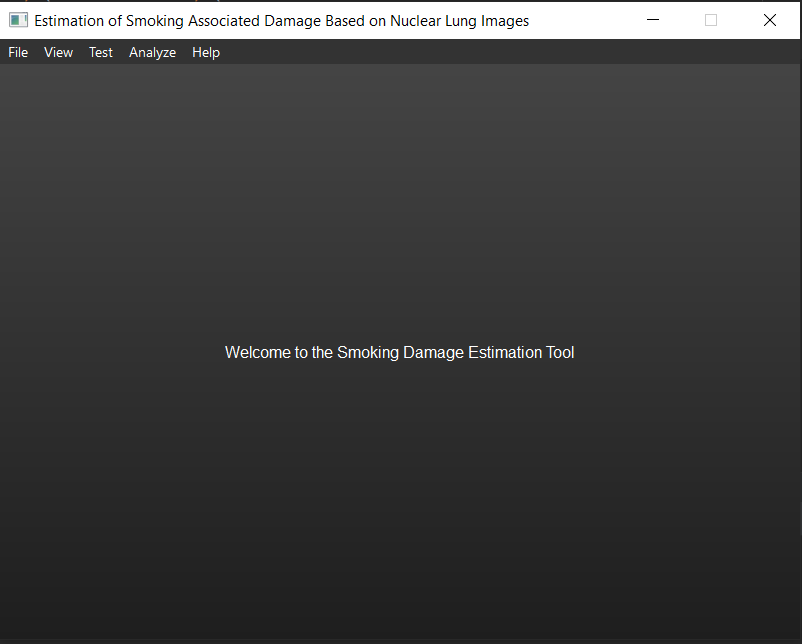 Estimation of Smoking Associated Damage Based on Nuclear Lung Images
File View Test Analyze Help
Welcome to the Smoking Damage Estimation Tool